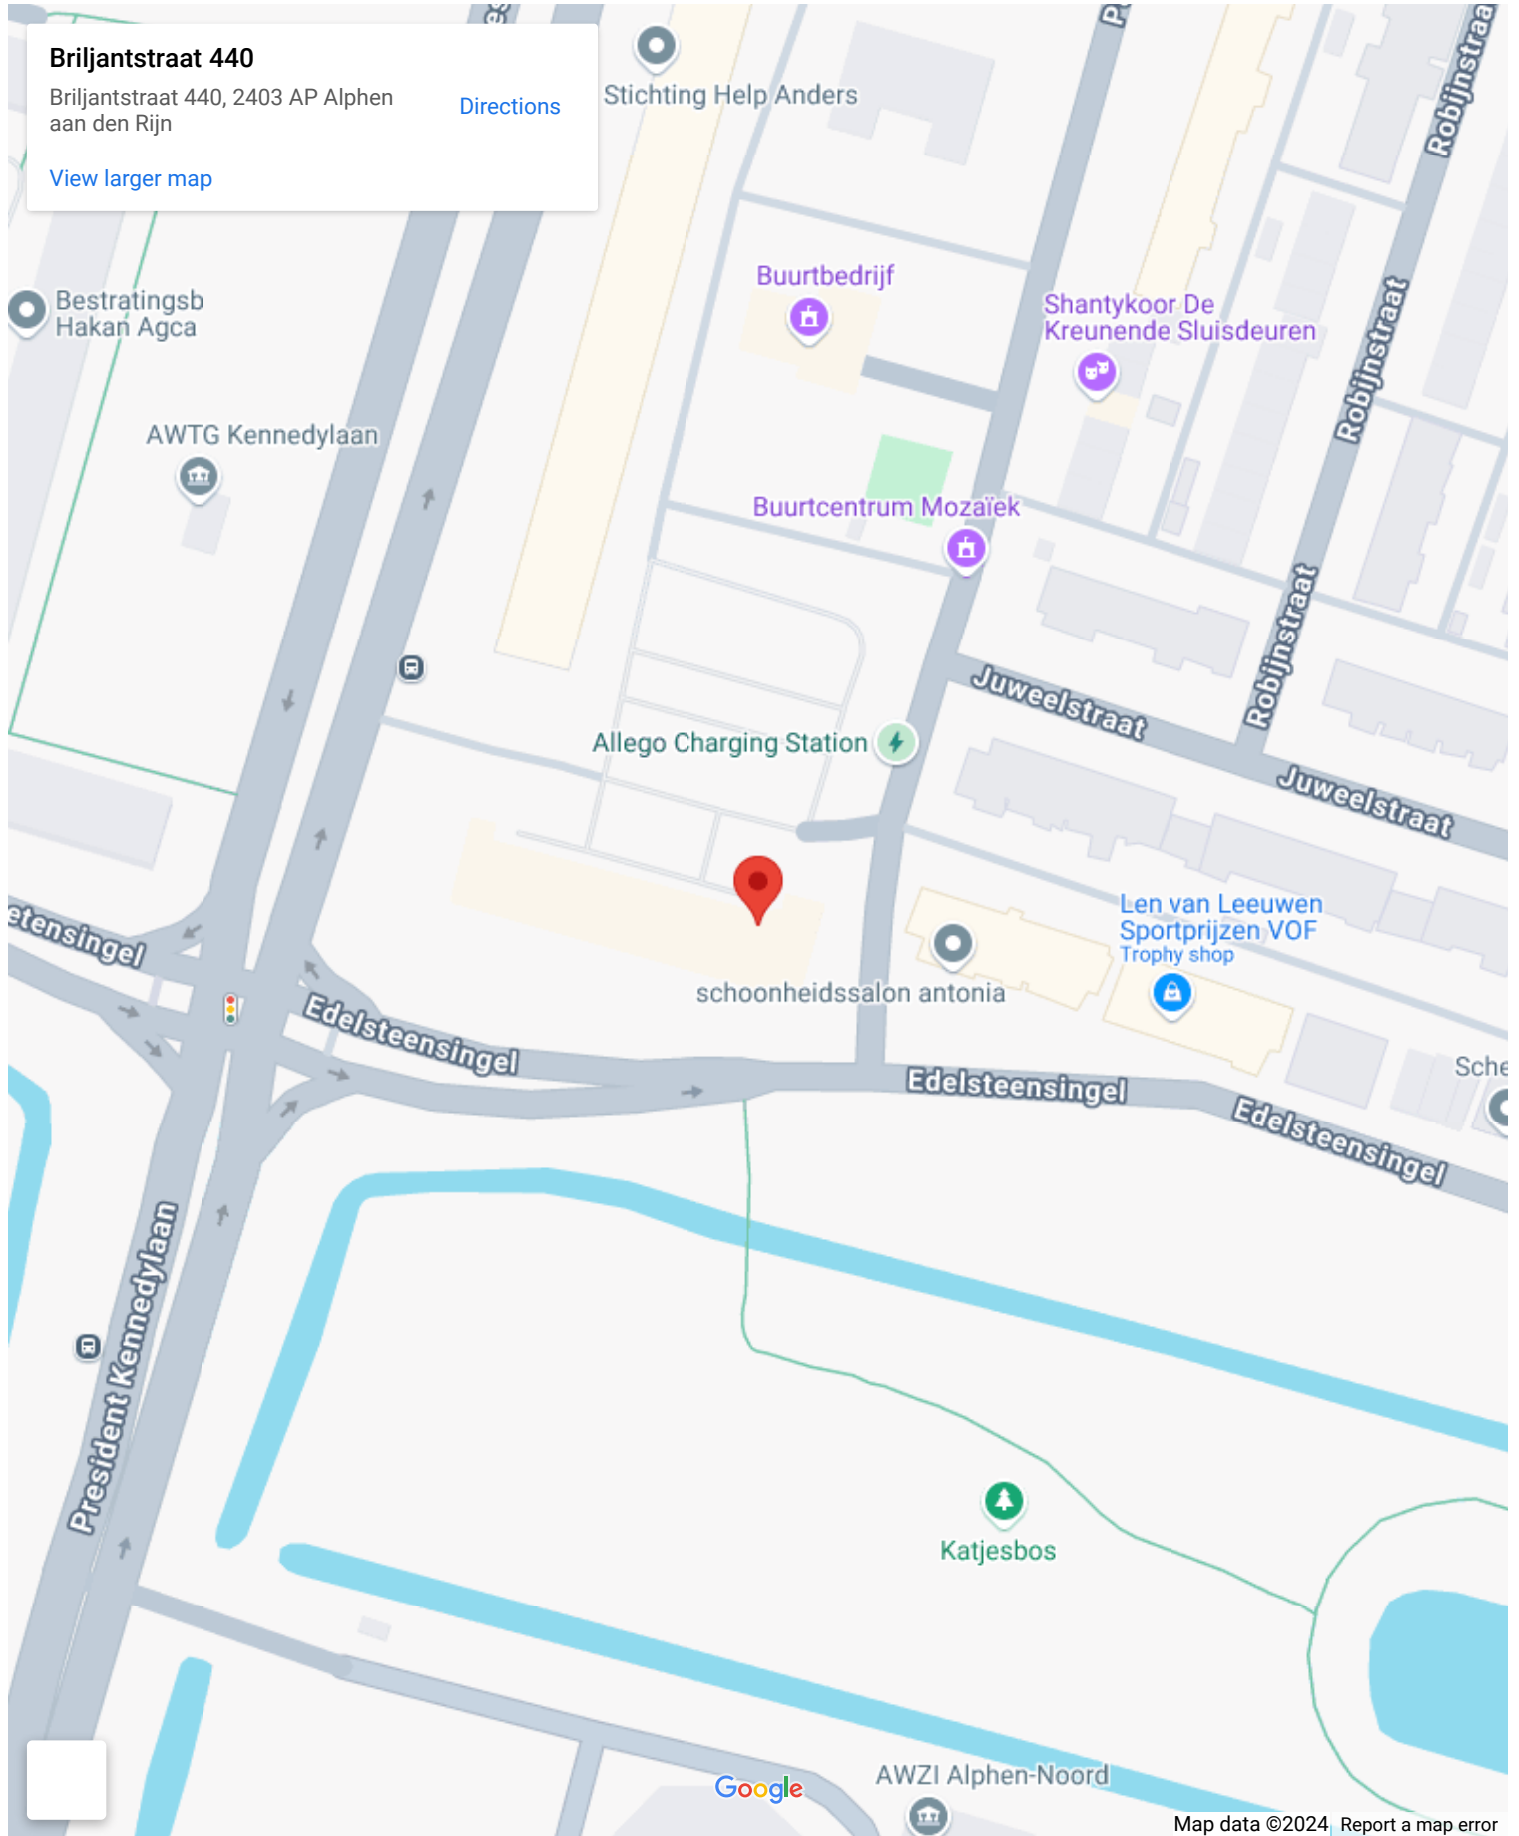 Briljantstraat 440
Briljantstraat 440, 2403 AP Alphen
aan den Rijn
Directions
View larger map
es
Stichting Help Anders
Robijnstraa
Buurtbedrijf
Bestratingsb
Hakan Agca
Shantykoor De
Kreunende Sluisdeuren
Robijnstraat
AWTG Kennedylaan
Buurtcentrum Mozaïek
Robijnstraat
Juweelstraat
Allego Charging Station
Juweelstraat
etensingel
Len van Leeuwen
Sportprijzen VOF
Trophy shop
schoonheidssalon antonia
Edelsteensingel
Edelsteensingel
Sche
Edelsteensingel
President Kennedylaan
Katjesbos
AWZI Alphen-Noord
Google
Map data ©2024
Report a map error